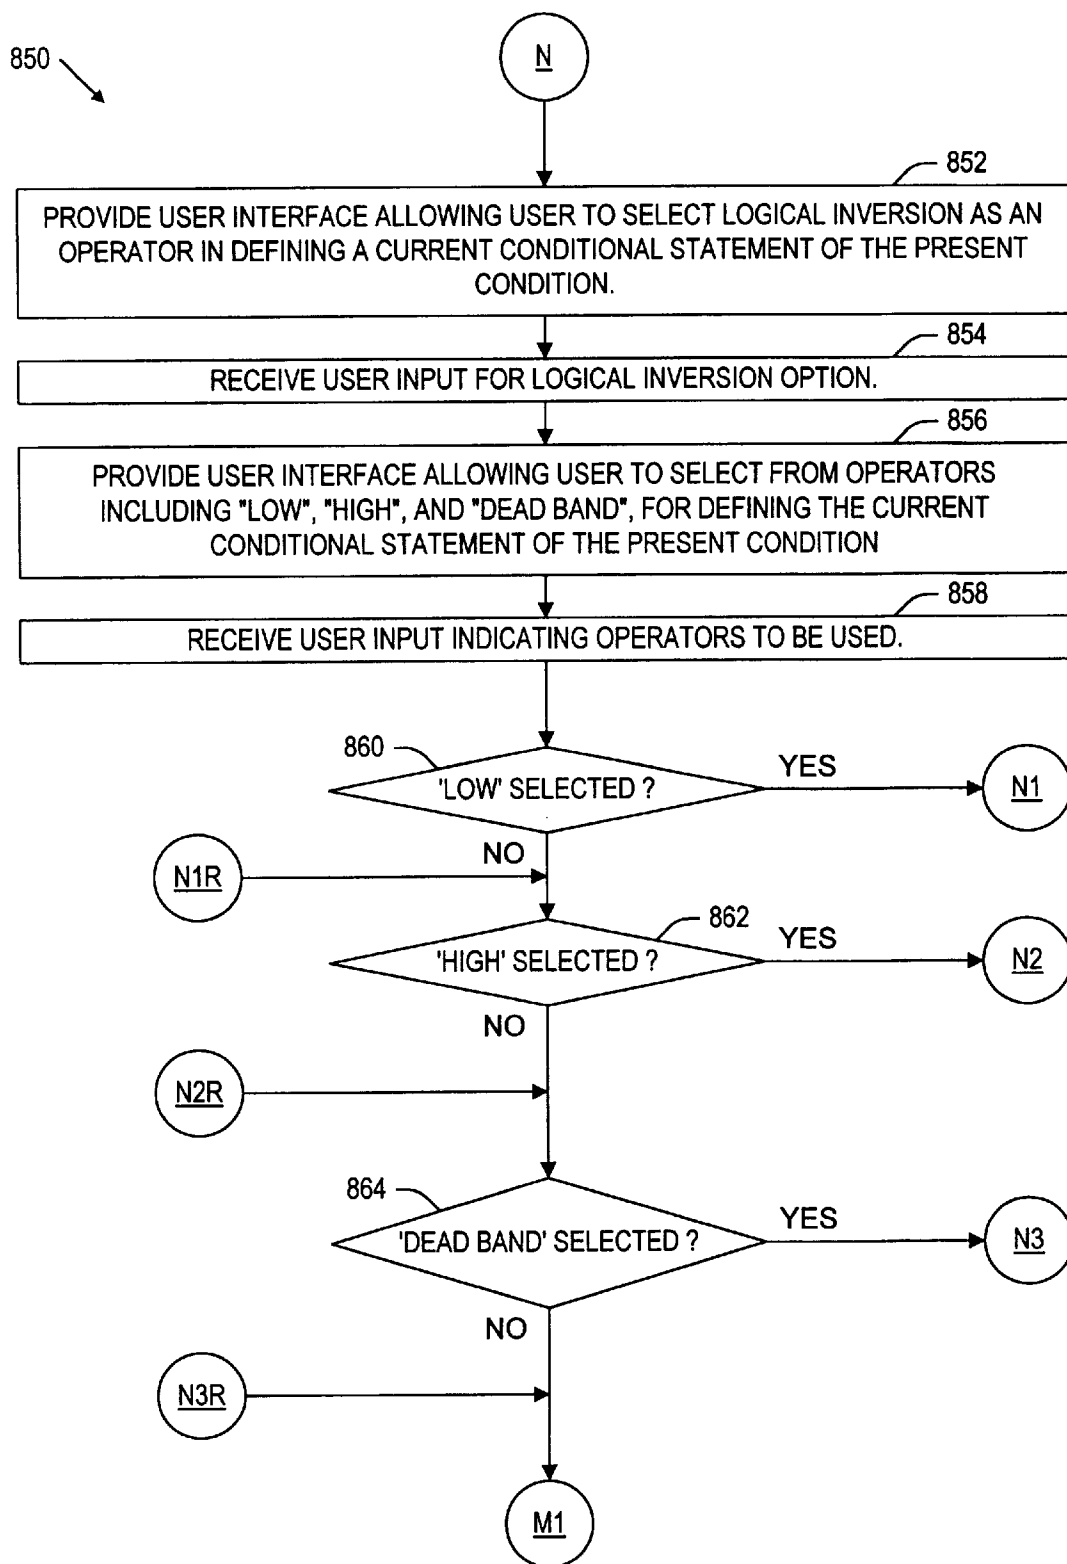 N
850
852
PROVIDE USER INTERFACE ALLOWING USER TO SELECT LOGICAL INVERSION AS AN
OPERATOR IN DEFINING A CURRENT CONDITIONAL STATEMENT OF THE PRESENT
CONDITION.
854
RECEIVE USER INPUT FOR LOGICAL INVERSION OPTION.
856
PROVIDE USER INTERFACE ALLOWING USER TO SELECT FROM OPERATORS
INCLUDING "LOW", "HIGH", AND "DEAD BAND", FOR DEFINING THE CURRENT
CONDITIONAL STATEMENT OF THE PRESENT CONDITION
858
RECEIVE USER INPUT INDICATING OPERATORS TO BE USED.
860
'LOW' SELECTED ?
YES
N1
NO
N1R
862
'HIGH' SELECTED ?
YES
N2
NO
N2R
864
'DEAD BAND' SELECTED ?
YES
N3
NO
N3R
M1